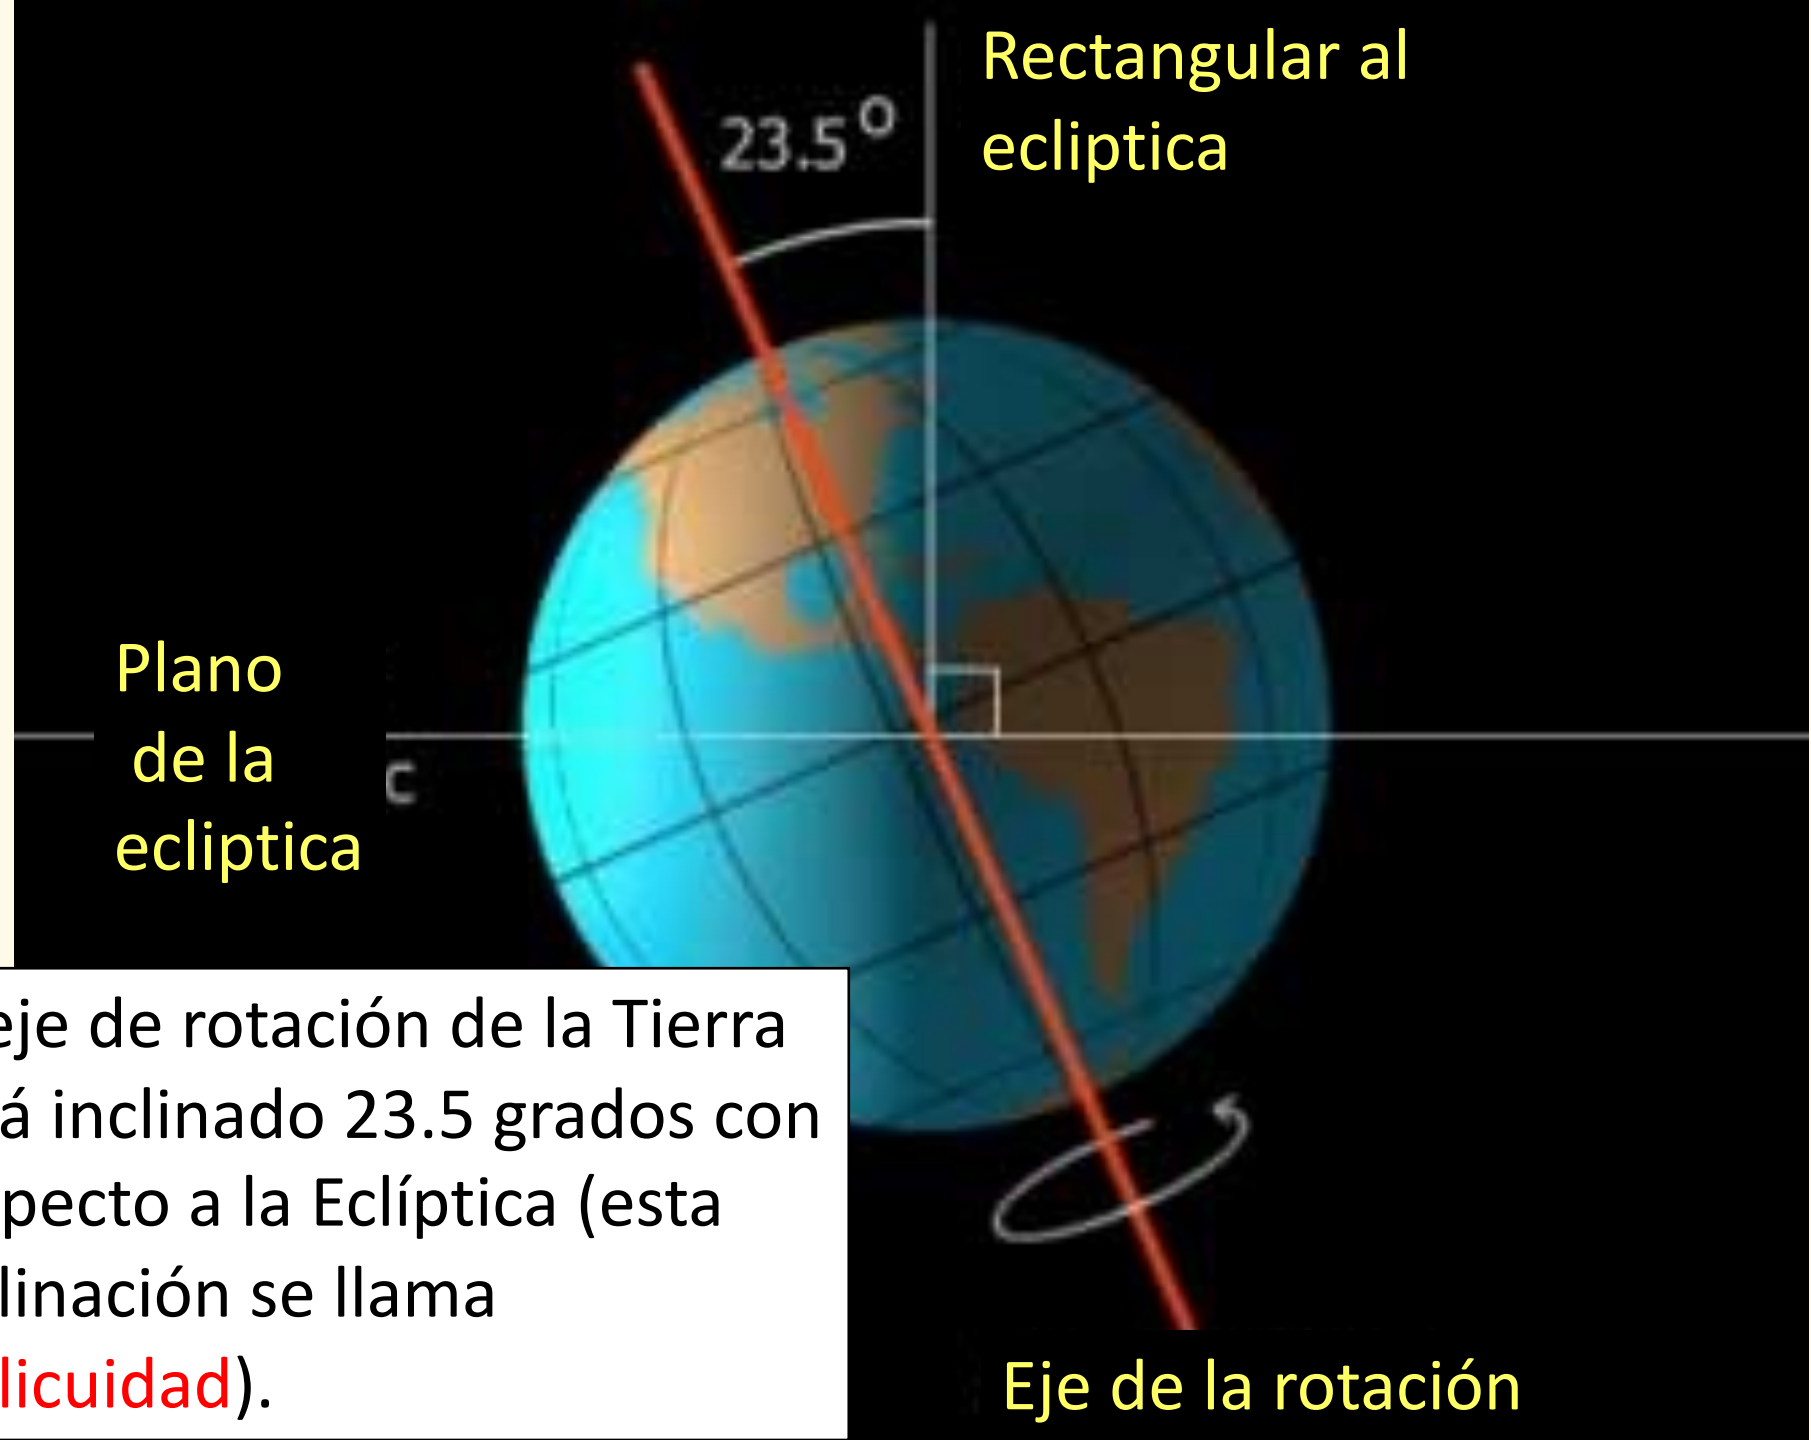 Rectangular al
ecliptica
23.5 o
Plano
de la
ecliptica
c
eje de rotación de la Tierra
á inclinado 23.5 grados con
pecto a la Eclíptica (esta
linación se llama
licuidad).
Eje de la rotación